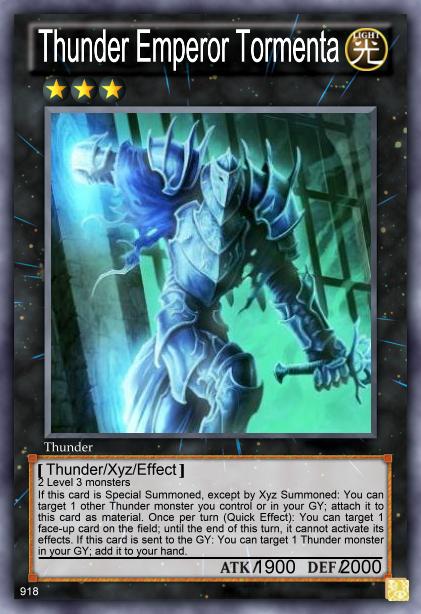 Thunder Emperor Tormenta
LIGHT
光
Thunder
[ Thunder/Xyz/Effect ]
2 Level 3 monsters
If this card is Special Summoned, except by Xyz Summoned: You can
target 1 other Thunder monster you control or in your GY; attach it to
this card as material. Once per turn (Quick Effect): You can target 1
face-up card on the field; until the end of this turn, it cannot activate its
effects. If this card is sent to the GY: You can target 1 Thunder monster
in your GY; add it to your hand.
ATK/1900 DEF/2000
918